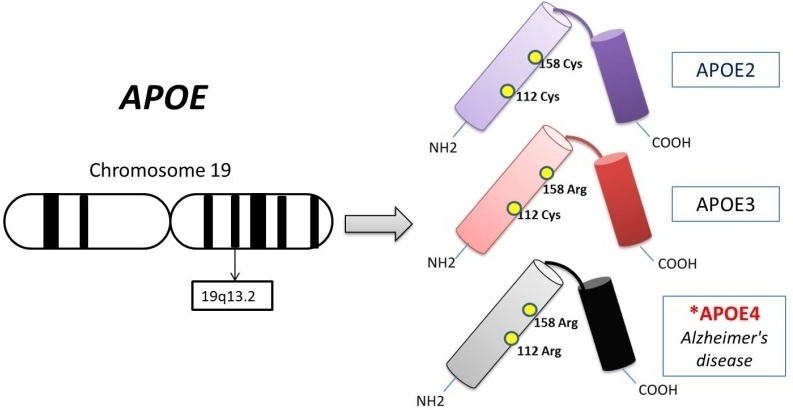 APOE
Chromosome 19
19q13.2
158 Cys
112 Cys
NH2
COOH
APOE2
158 Arg
112 Cys
NH2
COOH
APOE3
158 Arg
112 Arg
NH2
COOH
*APOE4
Alzheimer's
disease